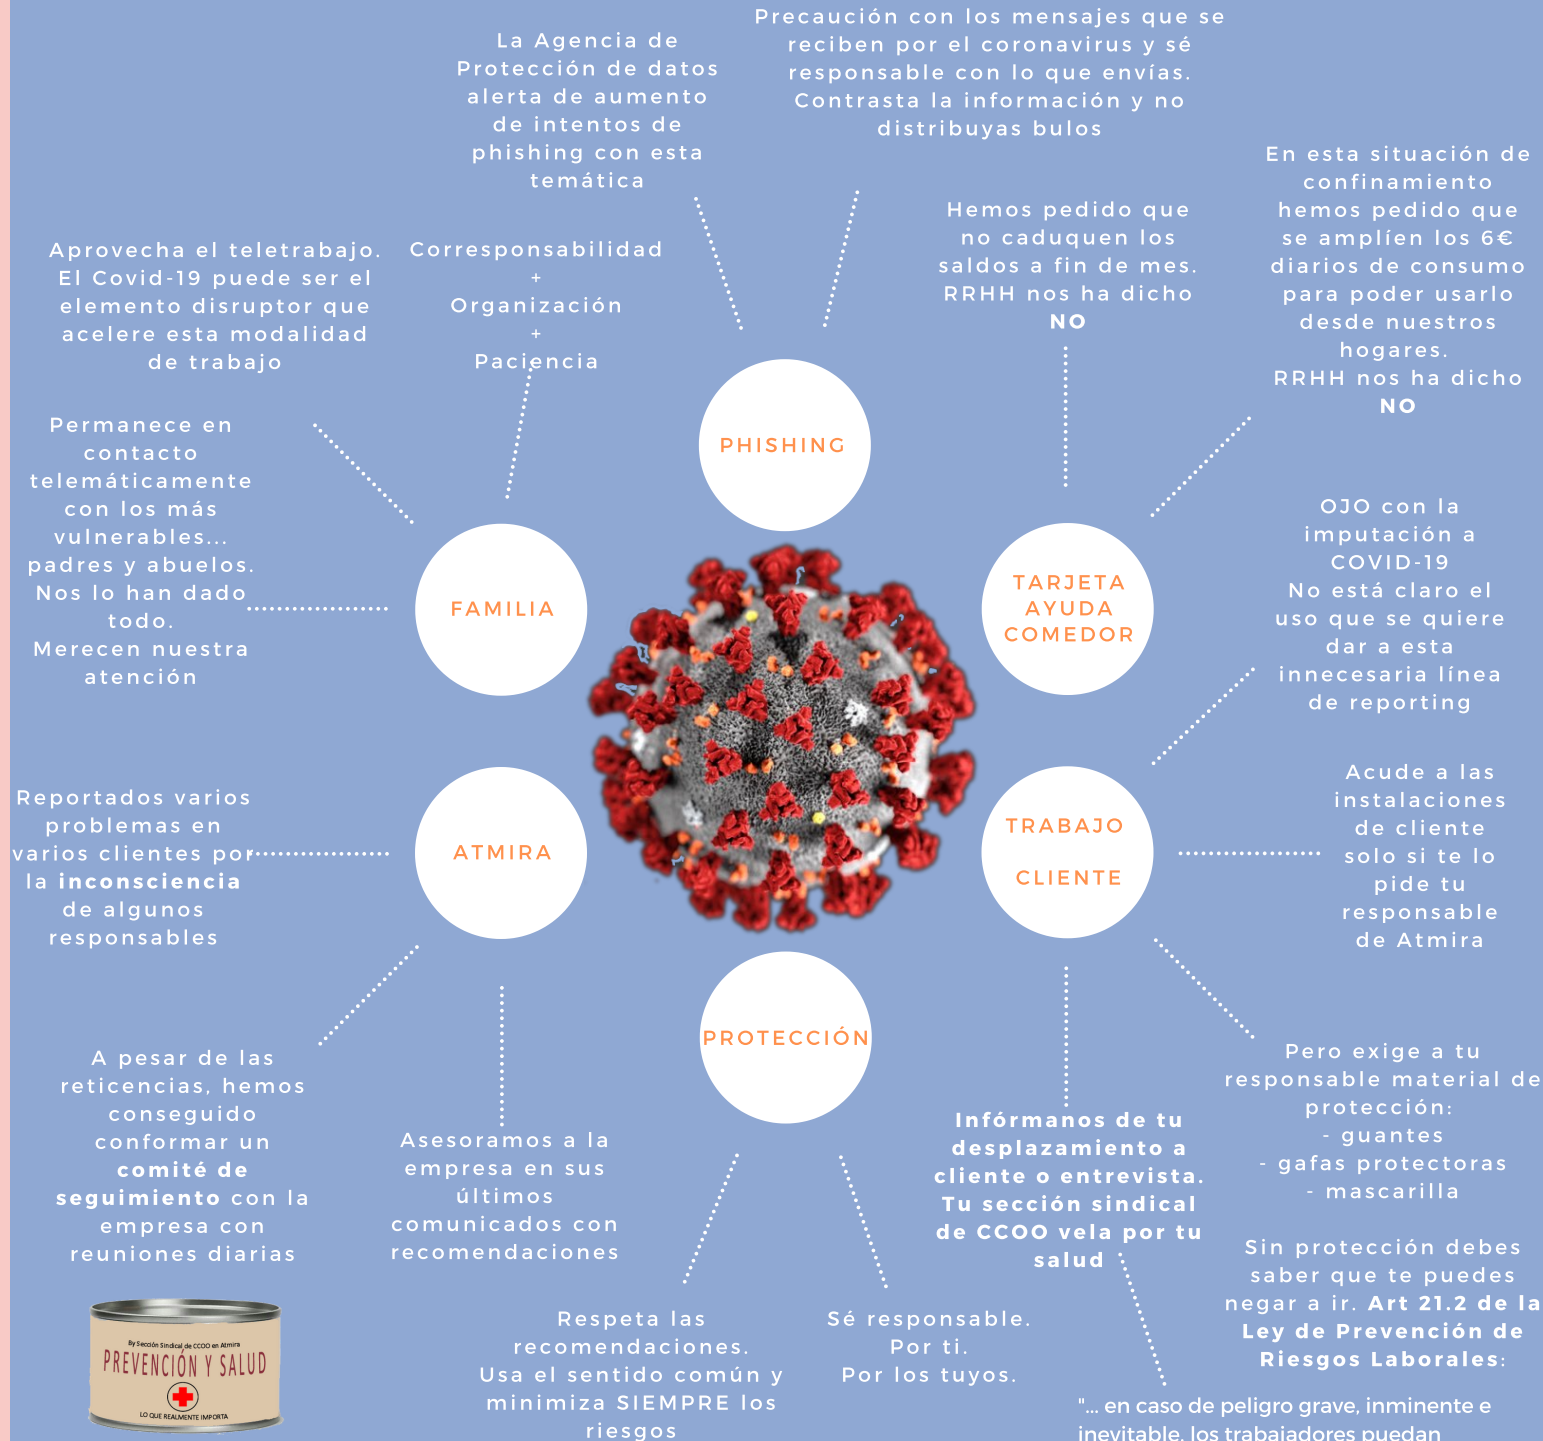 La Agencia de
Protección de datos
alerta de aumento
de intentos de
phishing con esta
temática
Precaución con los mensajes que se
reciben por el coronavirus y sé
responsable con lo que envías.
Contrasta la información y no
distribuyas bulos
Aprovecha el teletrabajo.
El Covid-19 puede ser el
elemento disruptor que
acelere esta modalidad
de trabajo
Corresponsabilidad
+
Organización
+
Paciencia
Hemos pedido que
no caduquen los
saldos a fin de mes.
RRHH nos ha dicho
NO
En esta situación de
confinamiento
hemos pedido que
se amplíen los 6€
diarios de consumo
para poder usarlo
desde nuestros
hogares.
RRHH nos ha dicho
NO
PHISHING
Permanece en
contacto
telemáticamente
con los más
vulnerables...
padres y abuelos.
Nos lo han dado
todo.
Merecen nuestra
atención
FAMILIA
TARJETA
AYUDA
COMEDOR
OJO con la
imputación a
COVID-19
No está claro el
uso que se quiere
dar a esta
innecesaria línea
de reporting
Reportados varios
problemas en
varios clientes por
la inconsciencia
de algunos
responsables
ATMIRA
TRABAJO
CLIENTE
Acude a las
instalaciones
de cliente
solo si te lo
pide tu
responsable
de Atmira
PROTECCIÓN
A pesar de las
reticencias, hemos
conseguido
conformar un
comité de
seguimiento con la
empresa con
reuniones diarias
Asesoramos a la
empresa en sus
últimos
comunicados con
recomendaciones
Infórmanos de tu
desplazamiento a
cliente o entrevista.
Tu sección sindical
de CCOO vela por tu
salud
Pero exige a tu
responsable material de
protección:
- guantes
- gafas protectoras
- mascarilla
Sin protección debes
saber que te puedes
negar a ir. Art 21.2 de la
Ley de Prevención de
Riesgos Laborales:
By Sección Sindical de CCOO en Atmira
PREVENCIÓN Y SALUD
LO QUE REALMENTE IMPORTA
Respeta las
recomendaciones.
Usa el sentido común y
minimiza SIEMPRE los
riesgos
Sé responsable.
Por ti.
Por los tuyos.
"... en caso de peligro grave, inminente e
inevitable, los trabajadores puedan